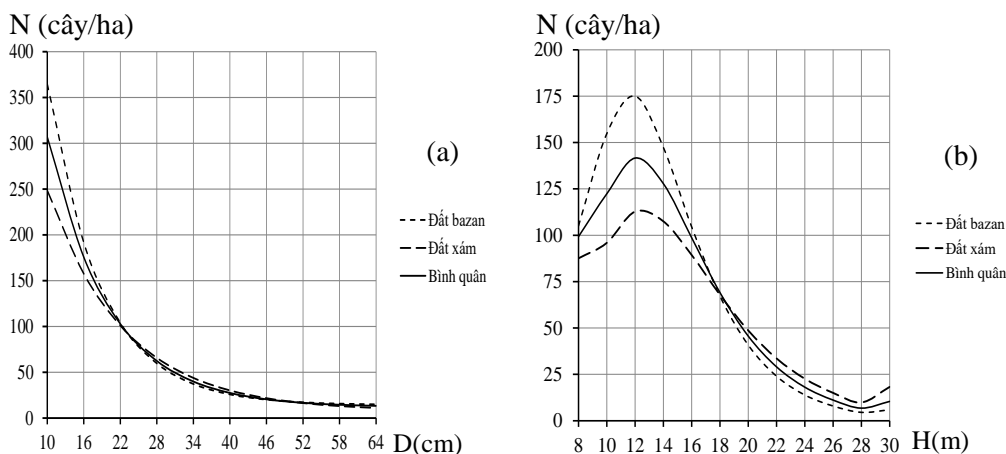 N (cây/ha)
400
350
300
250
200
150
100
50
0
10 16 22 28 34 40 46 52 58 64 D(cm)
(a)
Đất bazan
Đất xám
Bình quân
N (cây/ha)
200
175
150
125
100
75
50
25
0
8 10 12 14 16 18 20 22 24 26 28 30 H(m)
(b)
Đất bazan
Đất xám
Bình quân